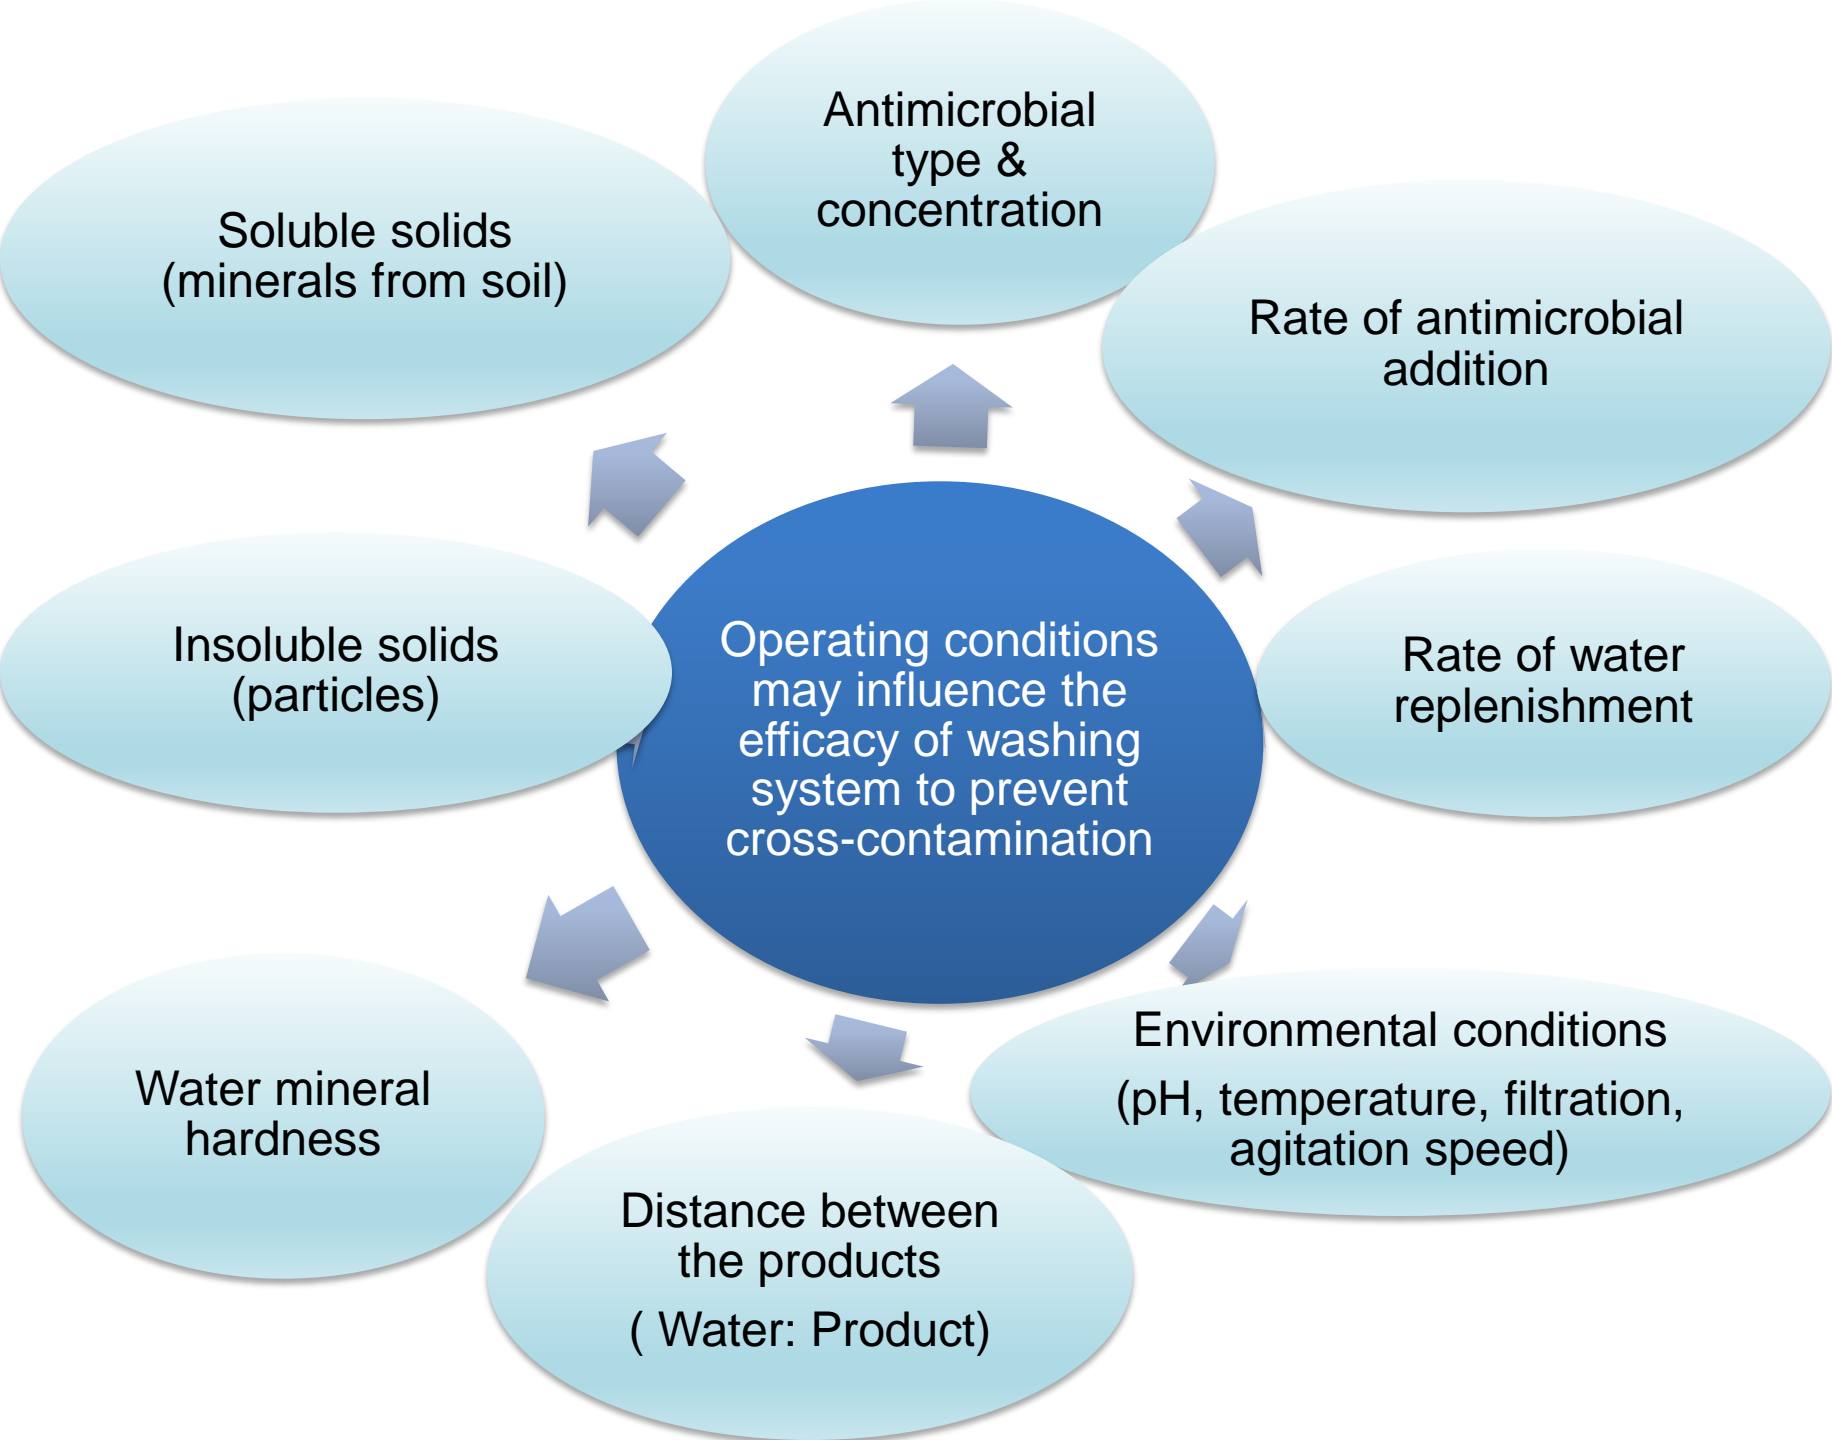 Antimicrobial
type &
concentration
Soluble solids
(minerals from soil)
Rate of antimicrobial
addition
Insoluble solids
(particles)
Operating conditions
may influence the
efficacy of washing
system to prevent
cross-contamination
Rate of water
replenishment
Water mineral
hardness
Environmental conditions
(pH, temperature, filtration,
agitation speed)
Distance between
the products
( Water: Product)